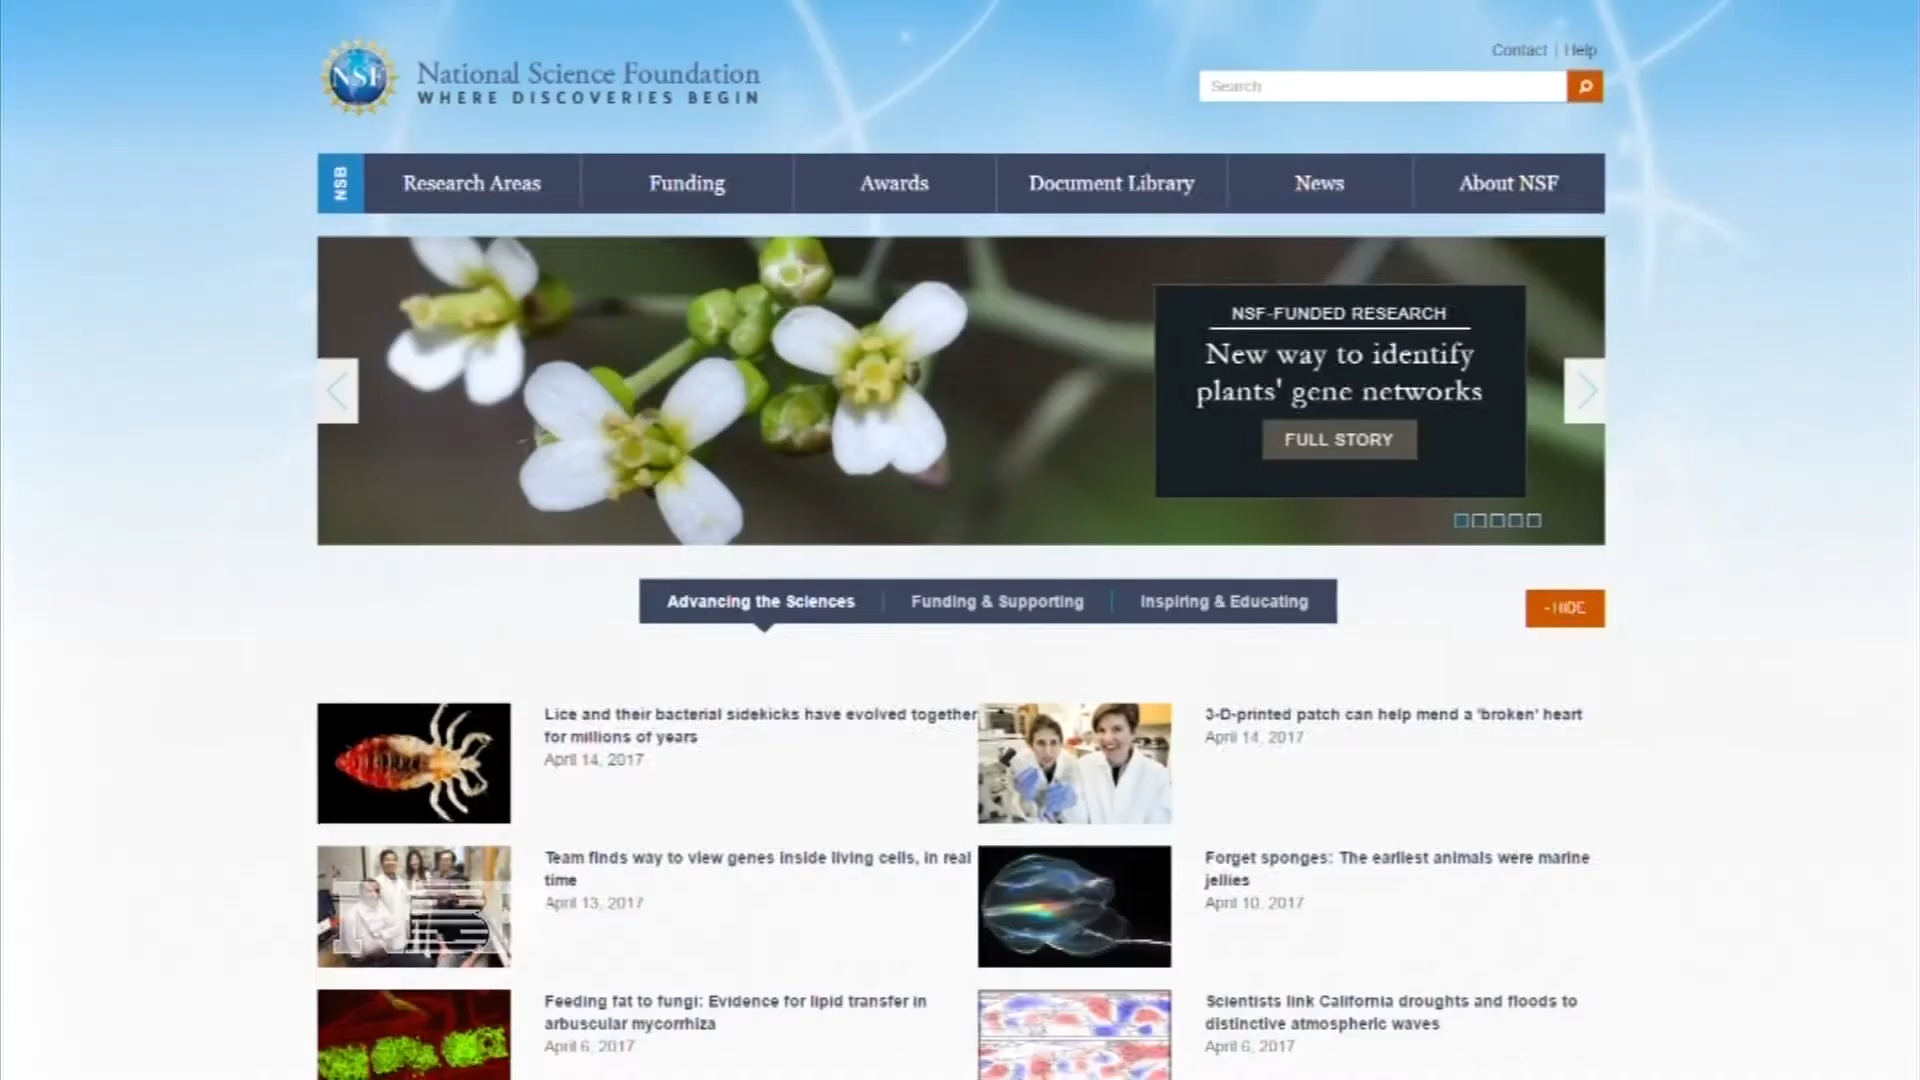 NSF
National Science Foundation
WHERE DISCOVERIES BEGIN
Contact | Help
Search
NSB
Research Areas
Funding
Awards
Document Library
News
About NSF
NSF-FUNDED RESEARCH
New way to identify
plants' gene networks
FULL STORY
Advancing the Sciences
Funding & Supporting
Inspiring & Educating
- HIDE
Lice and their bacterial sidekicks have evolved together
for millions of years
April 14, 2017
3-D-printed patch can help mend a 'broken' heart
April 14, 2017
Team finds way to view genes inside living cells, in real
time
April 13, 2017
Forget sponges: The earliest animals were marine
jellies
April 10, 2017
Feeding fat to fungi: Evidence for lipid transfer in
arbuscular mycorrhiza
April 6, 2017
Scientists link California droughts and floods to
distinctive atmospheric waves
April 6, 2017